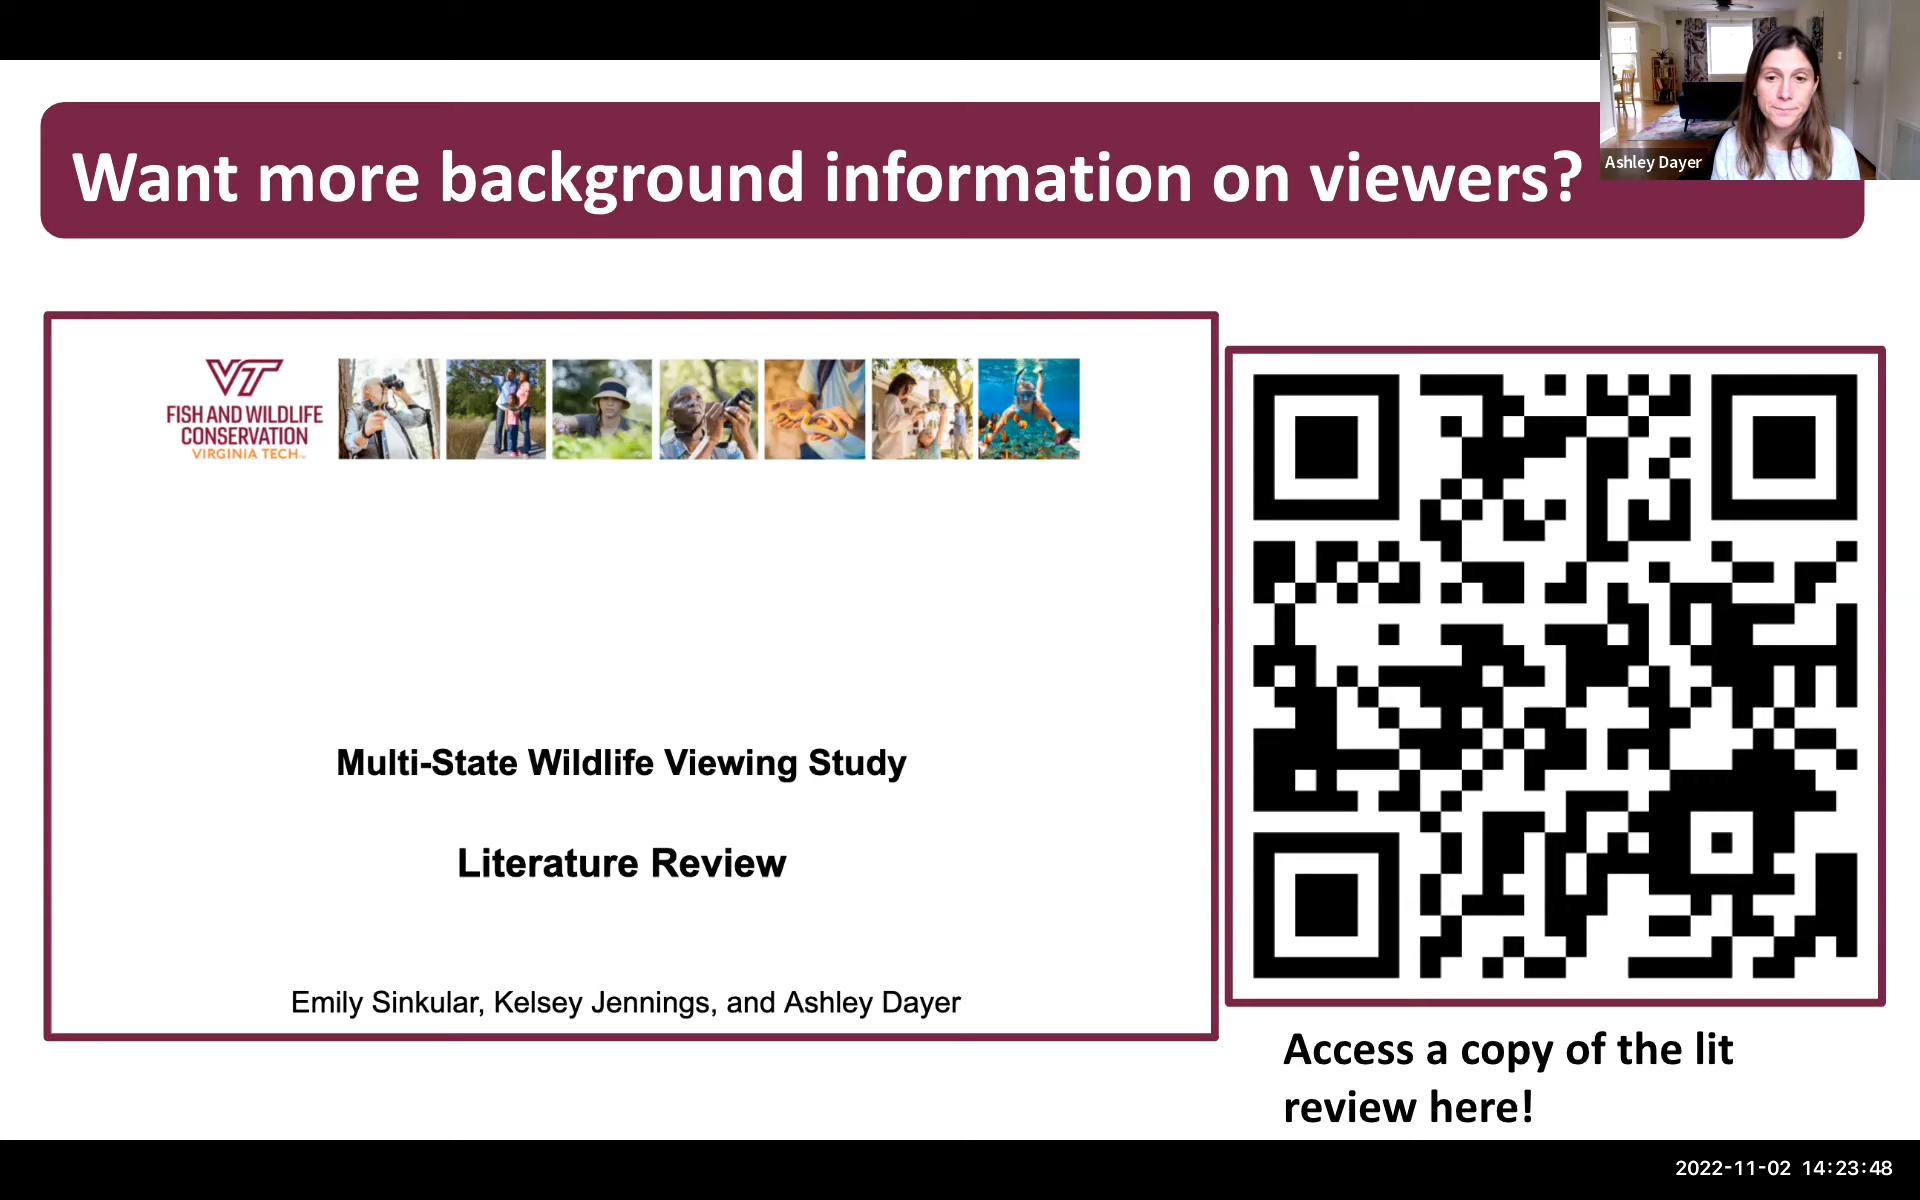 Want more background information on viewers?
Ashley Dayer
VT
FISH AND WILDLIFE
CONSERVATION
VIRGINIA TECH
Multi-State Wildlife Viewing Study
Literature Review
Emily Sinkular, Kelsey Jennings, and Ashley Dayer
Access a copy of the lit
review here!
2022-11-02 14:23:48